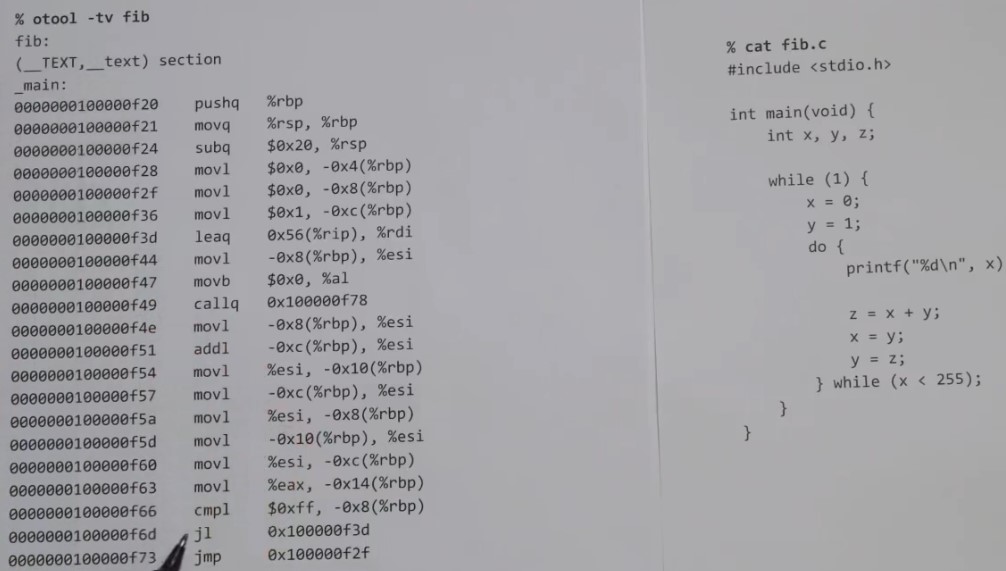 % otool -tv fib
fib:
(__TEXT,__text) section
_main:
0000000100000f20 pushq %rbp
0000000100000f21 movq %rsp, %rbp
0000000100000f24 subq $0x20, %rsp
0000000100000f28 movl $0x0, -0x4(%rbp)
0000000100000f2f movl $0x0, -0x8(%rbp)
0000000100000f36 movl $0x1, -0xc(%rbp)
0000000100000f3d leaq 0x56(%rip), %rdi
0000000100000f44 movl -0x8(%rbp), %esi
0000000100000f47 movb $0x0, %al
0000000100000f49 callq 0x100000f78
0000000100000f4e movl -0x8(%rbp), %esi
0000000100000f51 addl -0xc(%rbp), %esi
0000000100000f54 movl %esi, -0x10(%rbp)
0000000100000f57 movl -0xc(%rbp), %esi
0000000100000f5a movl %esi, -0x8(%rbp)
0000000100000f5d movl -0x10(%rbp), %esi
0000000100000f60 movl %esi, -0xc(%rbp)
0000000100000f63 movl %eax, -0x14(%rbp)
0000000100000f66 cmpl $0xff, -0x8(%rbp)
0000000100000f6d jl 0x100000f3d
0000000100000f73 jmp 0x100000f2f
% cat fib.c
#include <stdio.h>
int main(void) {
int x, y, z;
while (1) {
x = 0;
y = 1;
do {
printf("%d\n", x)
z = x + y;
x = y;
y = z;
} while (x < 255);
}
}